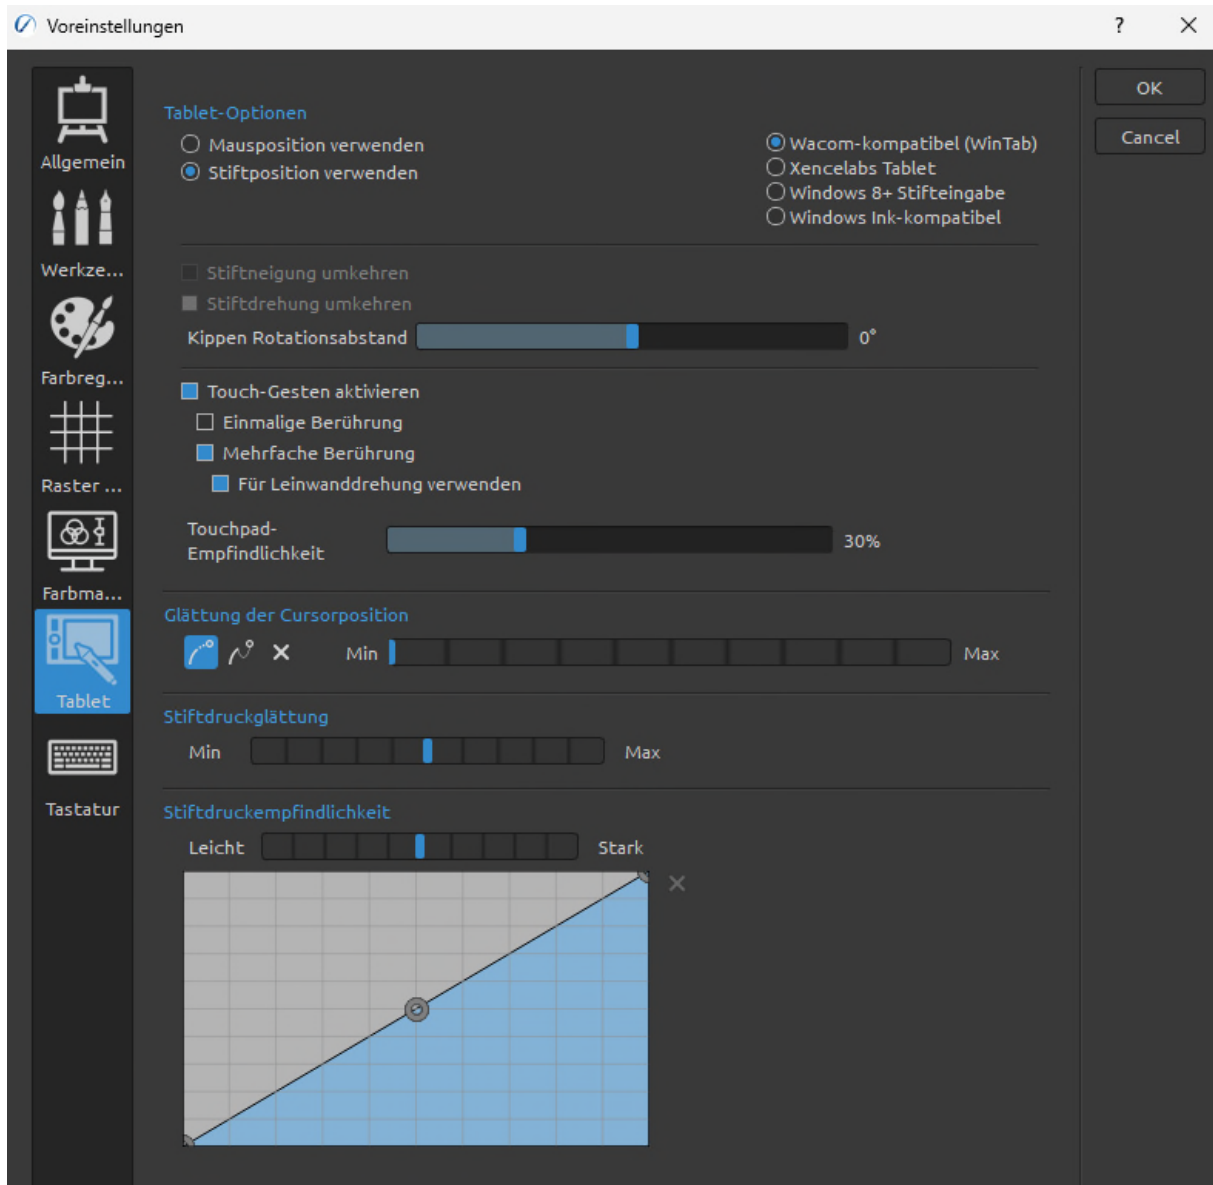 Voreinstellungen
?
OK
Cancel
Allgemein
Werkze...
Farbreg...
Raster ...
Farbma...
Tablet
Tastatur
Tablet-Optionen
Mausposition verwenden
Stiftposition verwenden
Wacom-kompatibel (WinTab)
Xencelabs Tablet
Windows 8+ Stifteingabe
Windows Ink-kompatibel
Stiftneigung umkehren
Stiftdrehung umkehren
Kippen Rotationsabstand 0°
Touch-Gesten aktivieren
Einmalige Berührung
Mehrfache Berührung
Für Leinwanddrehung verwenden
Touchpad-
Empfindlichkeit
30%
Glättung der Cursorposition
Min Max
Stiftdruckglättung
Min Max
Stiftdruckempfindlichkeit
Leicht Stark